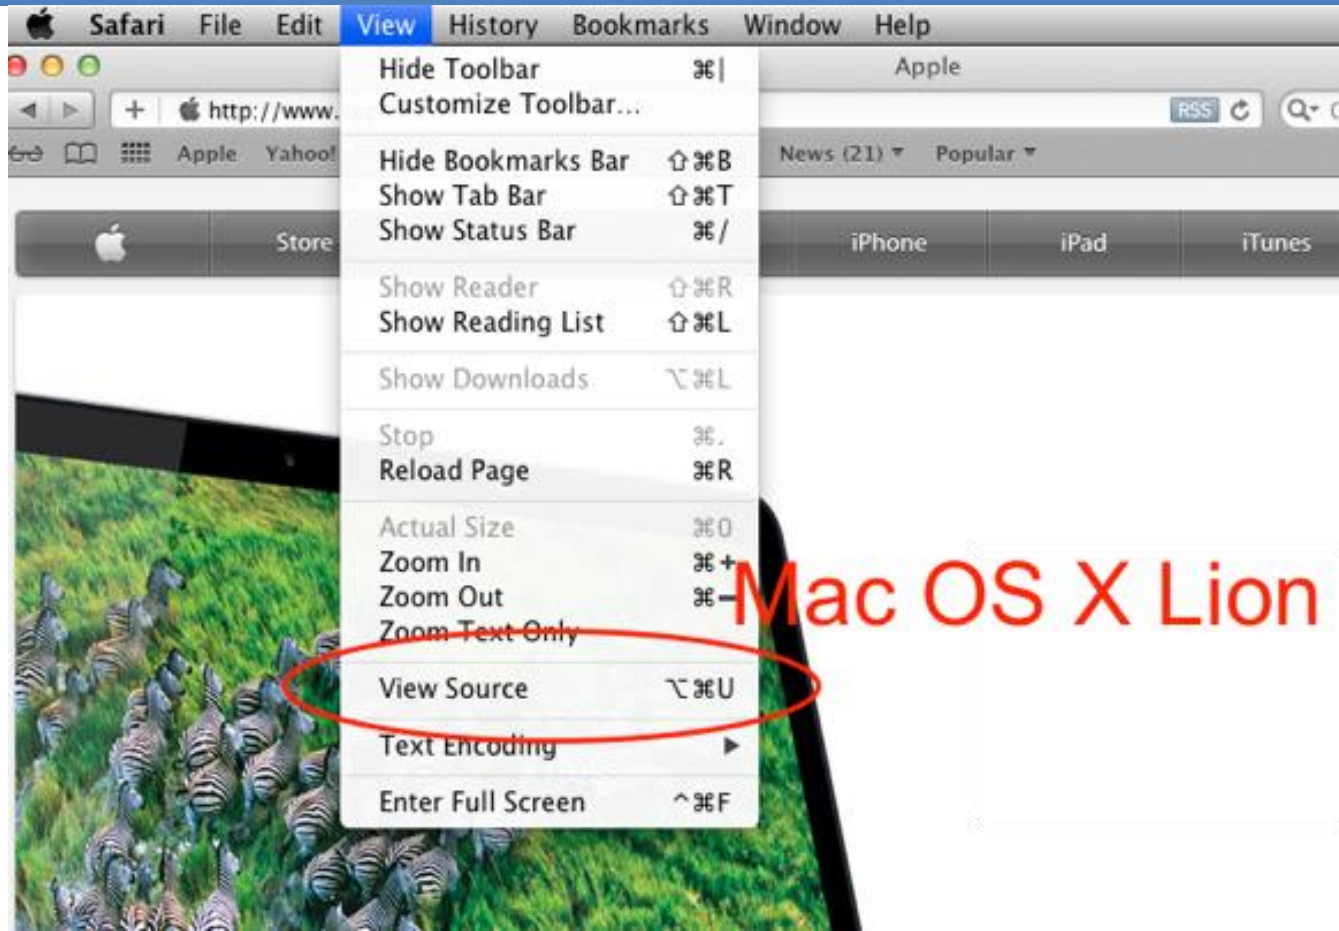 Safari File Edit View History Bookmarks Window Help
Apple
http://www.
RSS
Apple Yahoo! News (21) ▾ Popular ▾
Store iPhone iPad iTunes
Hide Toolbar ⌘|
Customize Toolbar...
Hide Bookmarks Bar ⇧⌘B
Show Tab Bar ⇧⌘T
Show Status Bar ⌘/
Show Reader ⇧⌘R
Show Reading List ⇧⌘L
Show Downloads ⌥⌘L
Stop ⌘.
Reload Page ⌘R
Actual Size ⌘0
Zoom In ⌘+
Zoom Out ⌘−
Zoom Text Only
Mac OS X Lion
View Source ⌥⌘U
Text Encoding ▶
Enter Full Screen ^⌘F